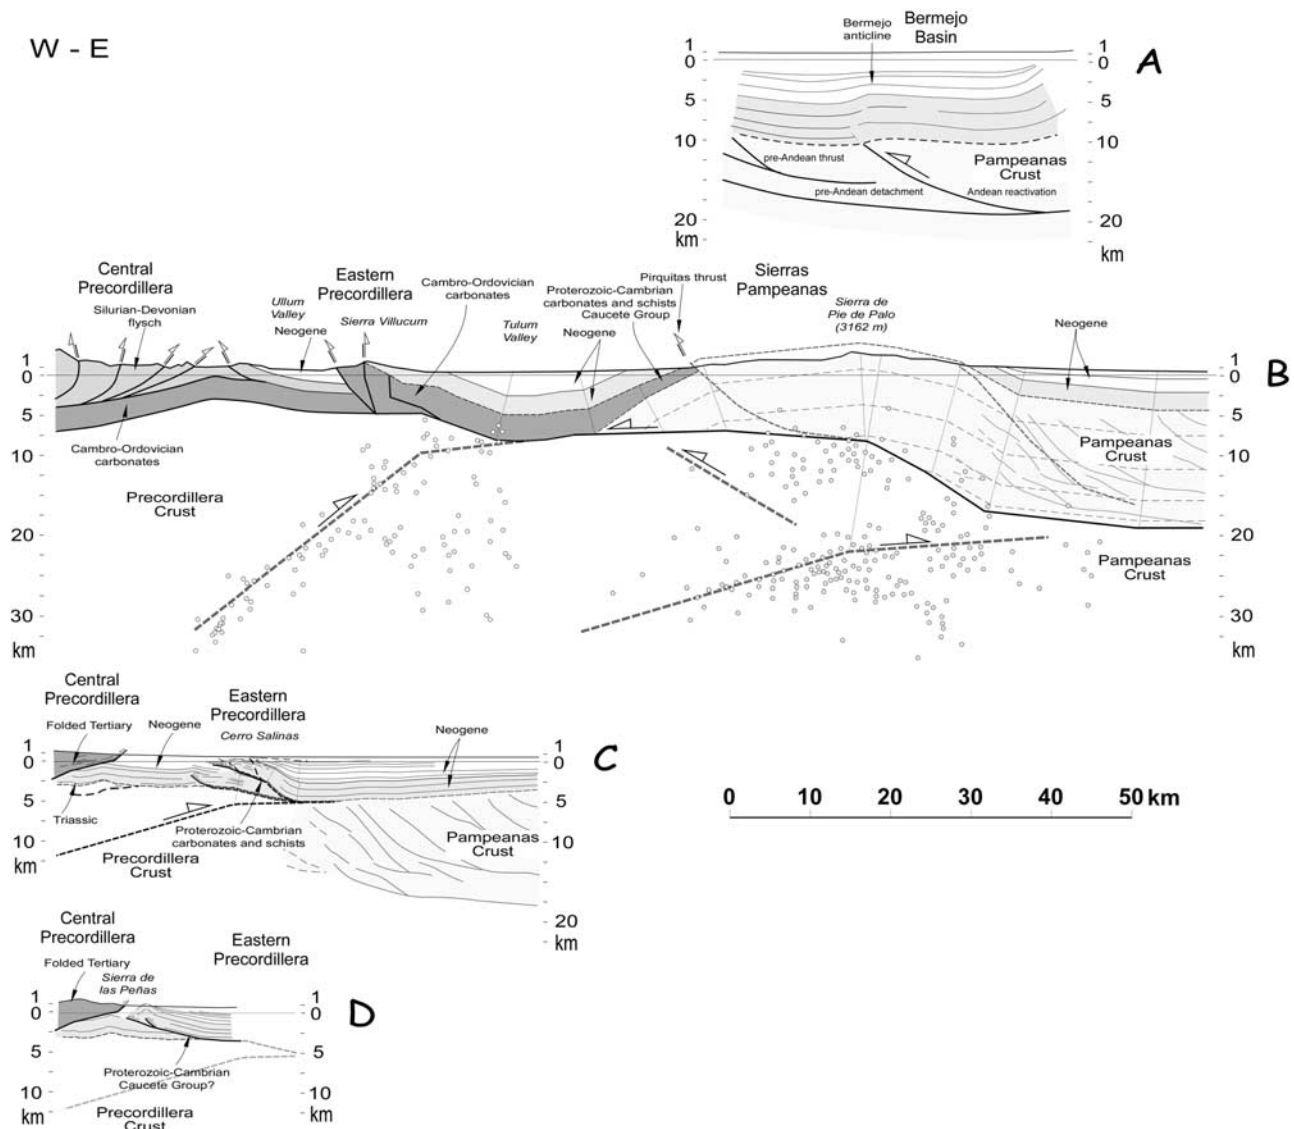 W - E
Bermejo
anticline
Bermejo
Basin
A
1
0
5
10
20
km
1
0
5
10
20
km
pre-Andean thrust
Pampeanas
Crust
pre-Andean detachment
Andean reactivation
Central
Precordillera
Silurian-Devonian
flysch
Ullum
Valley
Neogene
Eastern
Precordillera
Sierra Villucum
Cambro-Ordovician
carbonates
Tulum
Valley
Proterozoic-Cambrian
carbonates and schists
Caucete Group
Neogene
Pirquitas thrust
Sierras
Pampeanas
Sierra de
Pie de Palo
(3162 m)
Neogene
B
1
0
5
10
20
30
km
1
0
5
10
20
30
km
Cambro-Ordovician
carbonates
Precordillera
Crust
Pampeanas
Crust
Pampeanas
Crust
Central
Precordillera
Folded Tertiary
Neogene
Eastern
Precordillera
Cerro Salinas
Neogene
C
1
0
5
10
km
1
0
5
10
20
km
Triassic
Proterozoic-Cambrian
carbonates and schists
Precordillera
Crust
Pampeanas
Crust
0 10 20 30 40 50 km
Central
Precordillera
Folded Tertiary
Sierra de
las Peñas
Eastern
Precordillera
D
1
0
5
10
km
1
0
5
10
km
Proterozoic-Cambrian
Caucete Group?
Precordillera
Crust